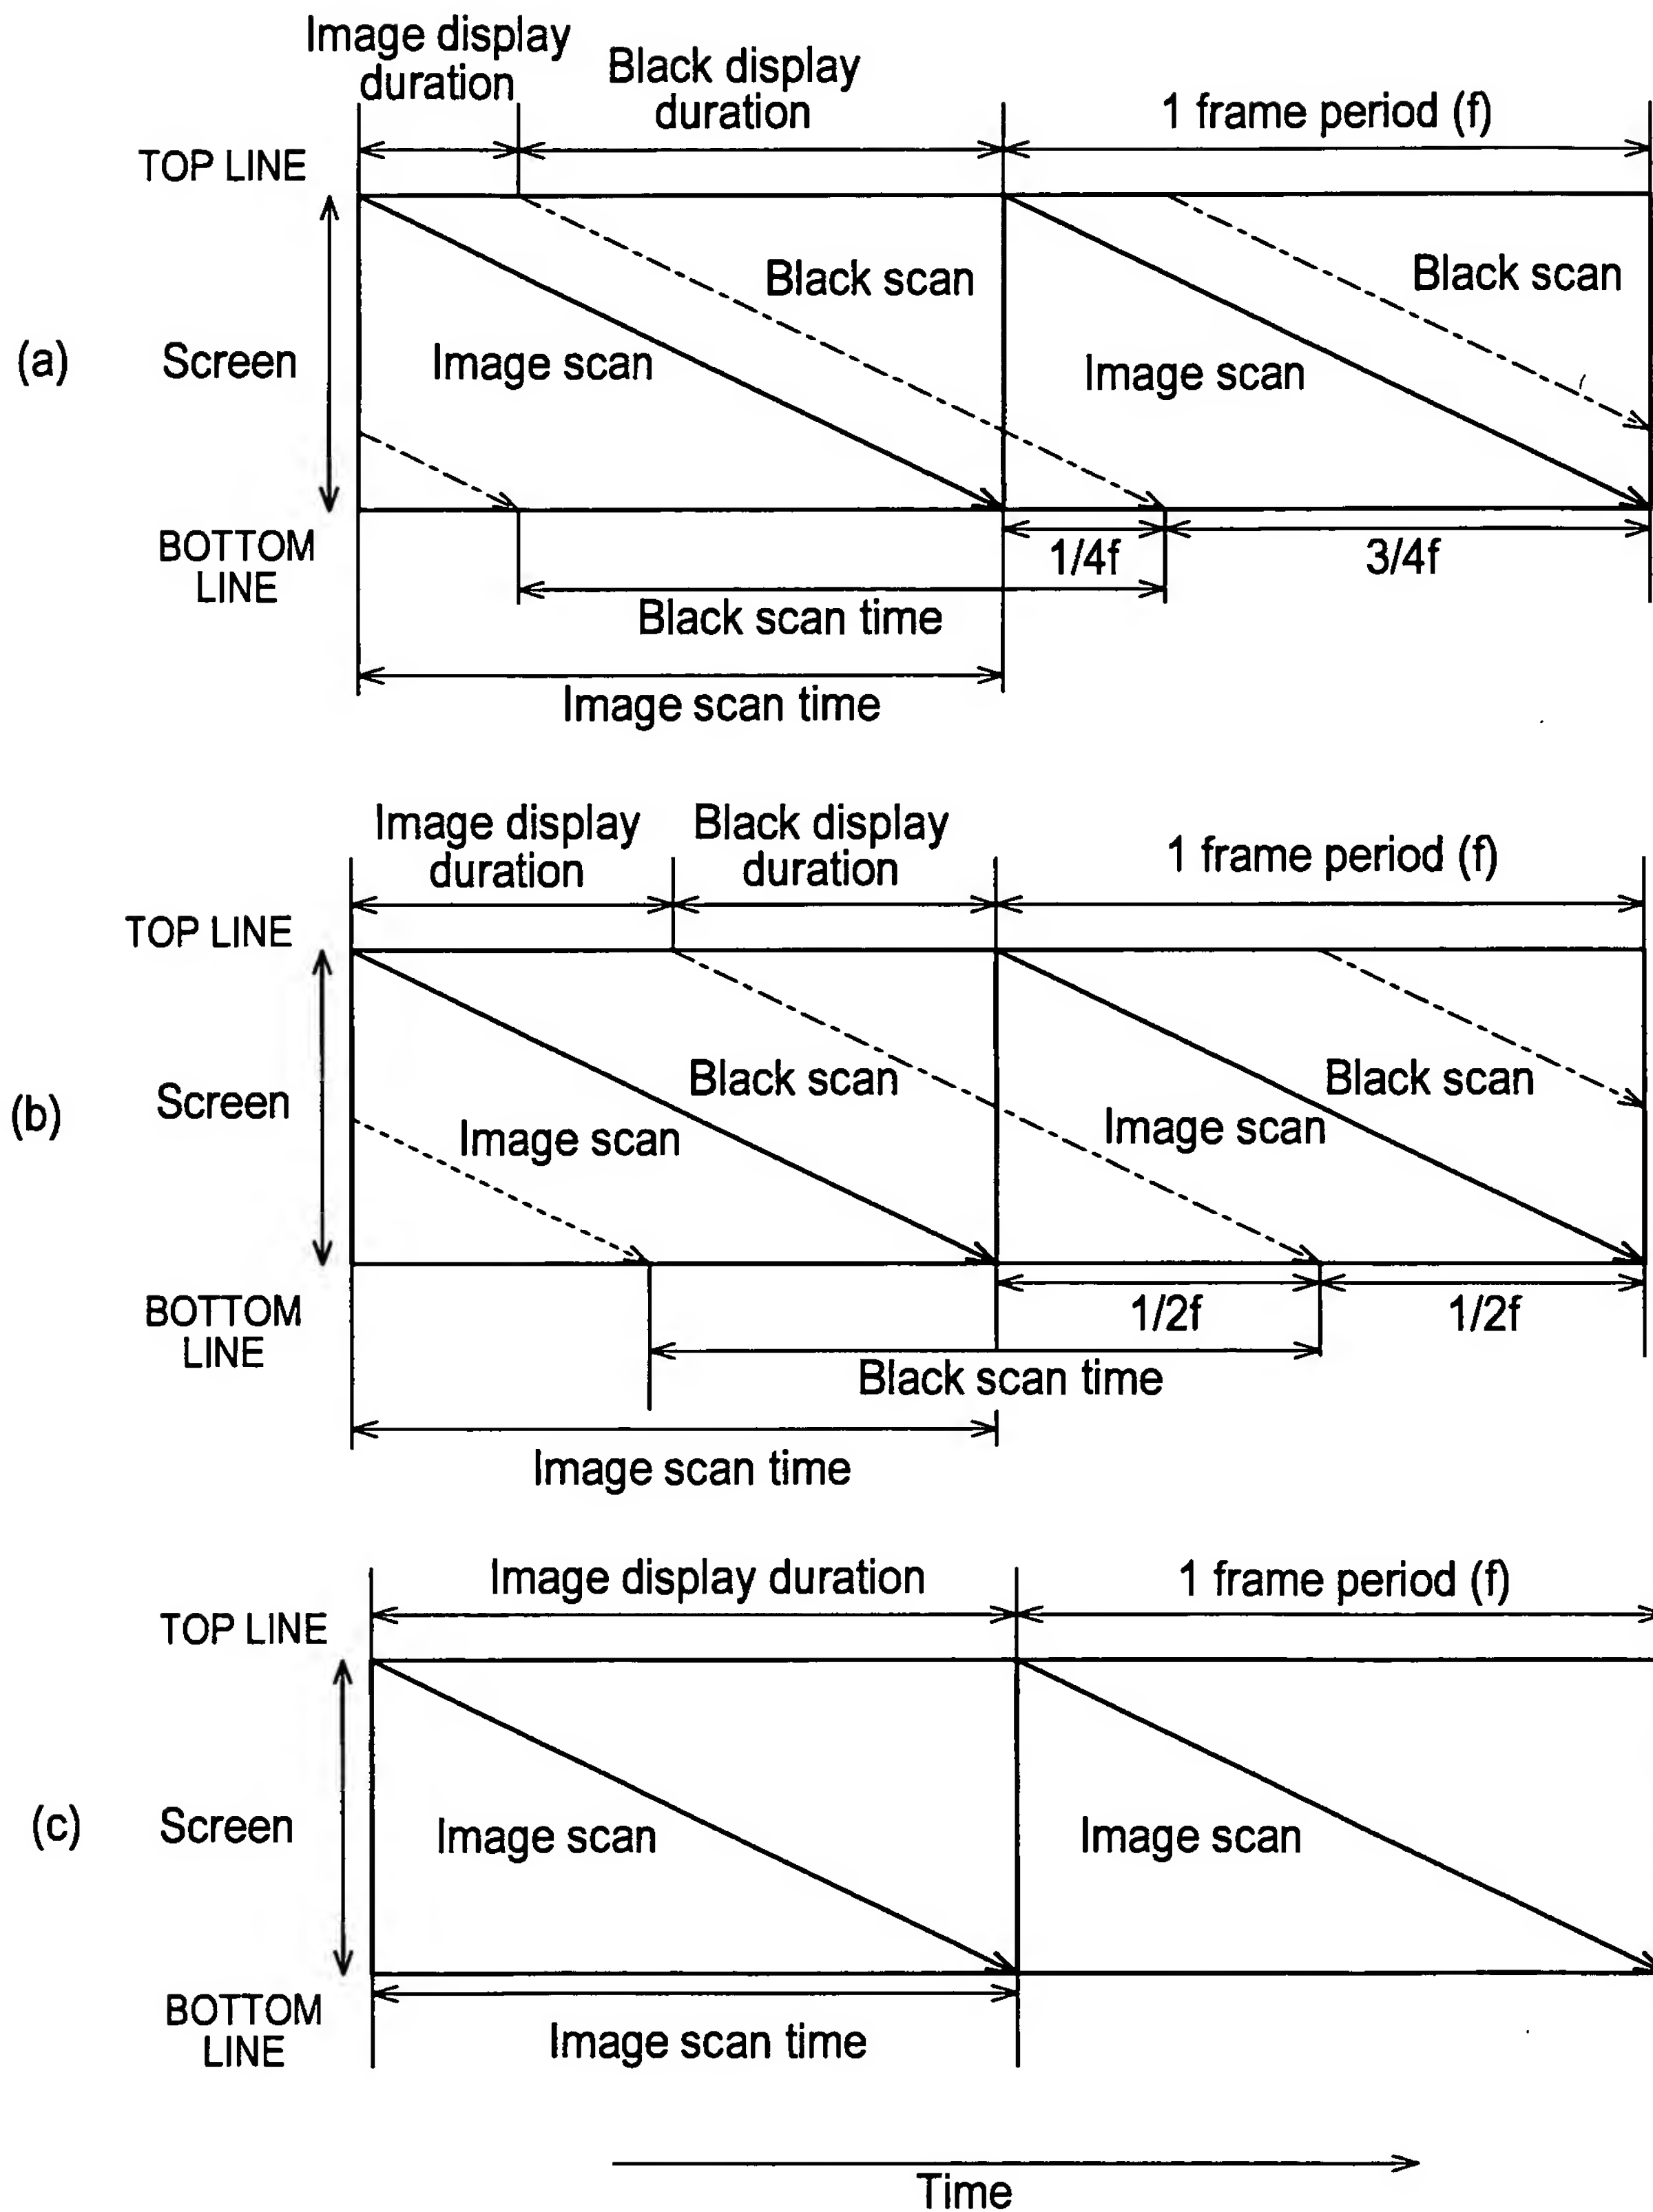 Image display
duration
Black display
duration
1 frame period (f)
TOP LINE
Black scan
Black scan
(a)
Screen
Image scan
Image scan
BOTTOM
LINE
1/4f
3/4f
Black scan time
Image scan time
Image display
duration
Black display
duration
1 frame period (f)
TOP LINE
Black scan
Black scan
(b)
Screen
Image scan
Image scan
BOTTOM
LINE
1/2f
1/2f
Black scan time
Image scan time
Image display duration
1 frame period (f)
TOP LINE
(c)
Screen
Image scan
Image scan
BOTTOM
LINE
Image scan time
Time